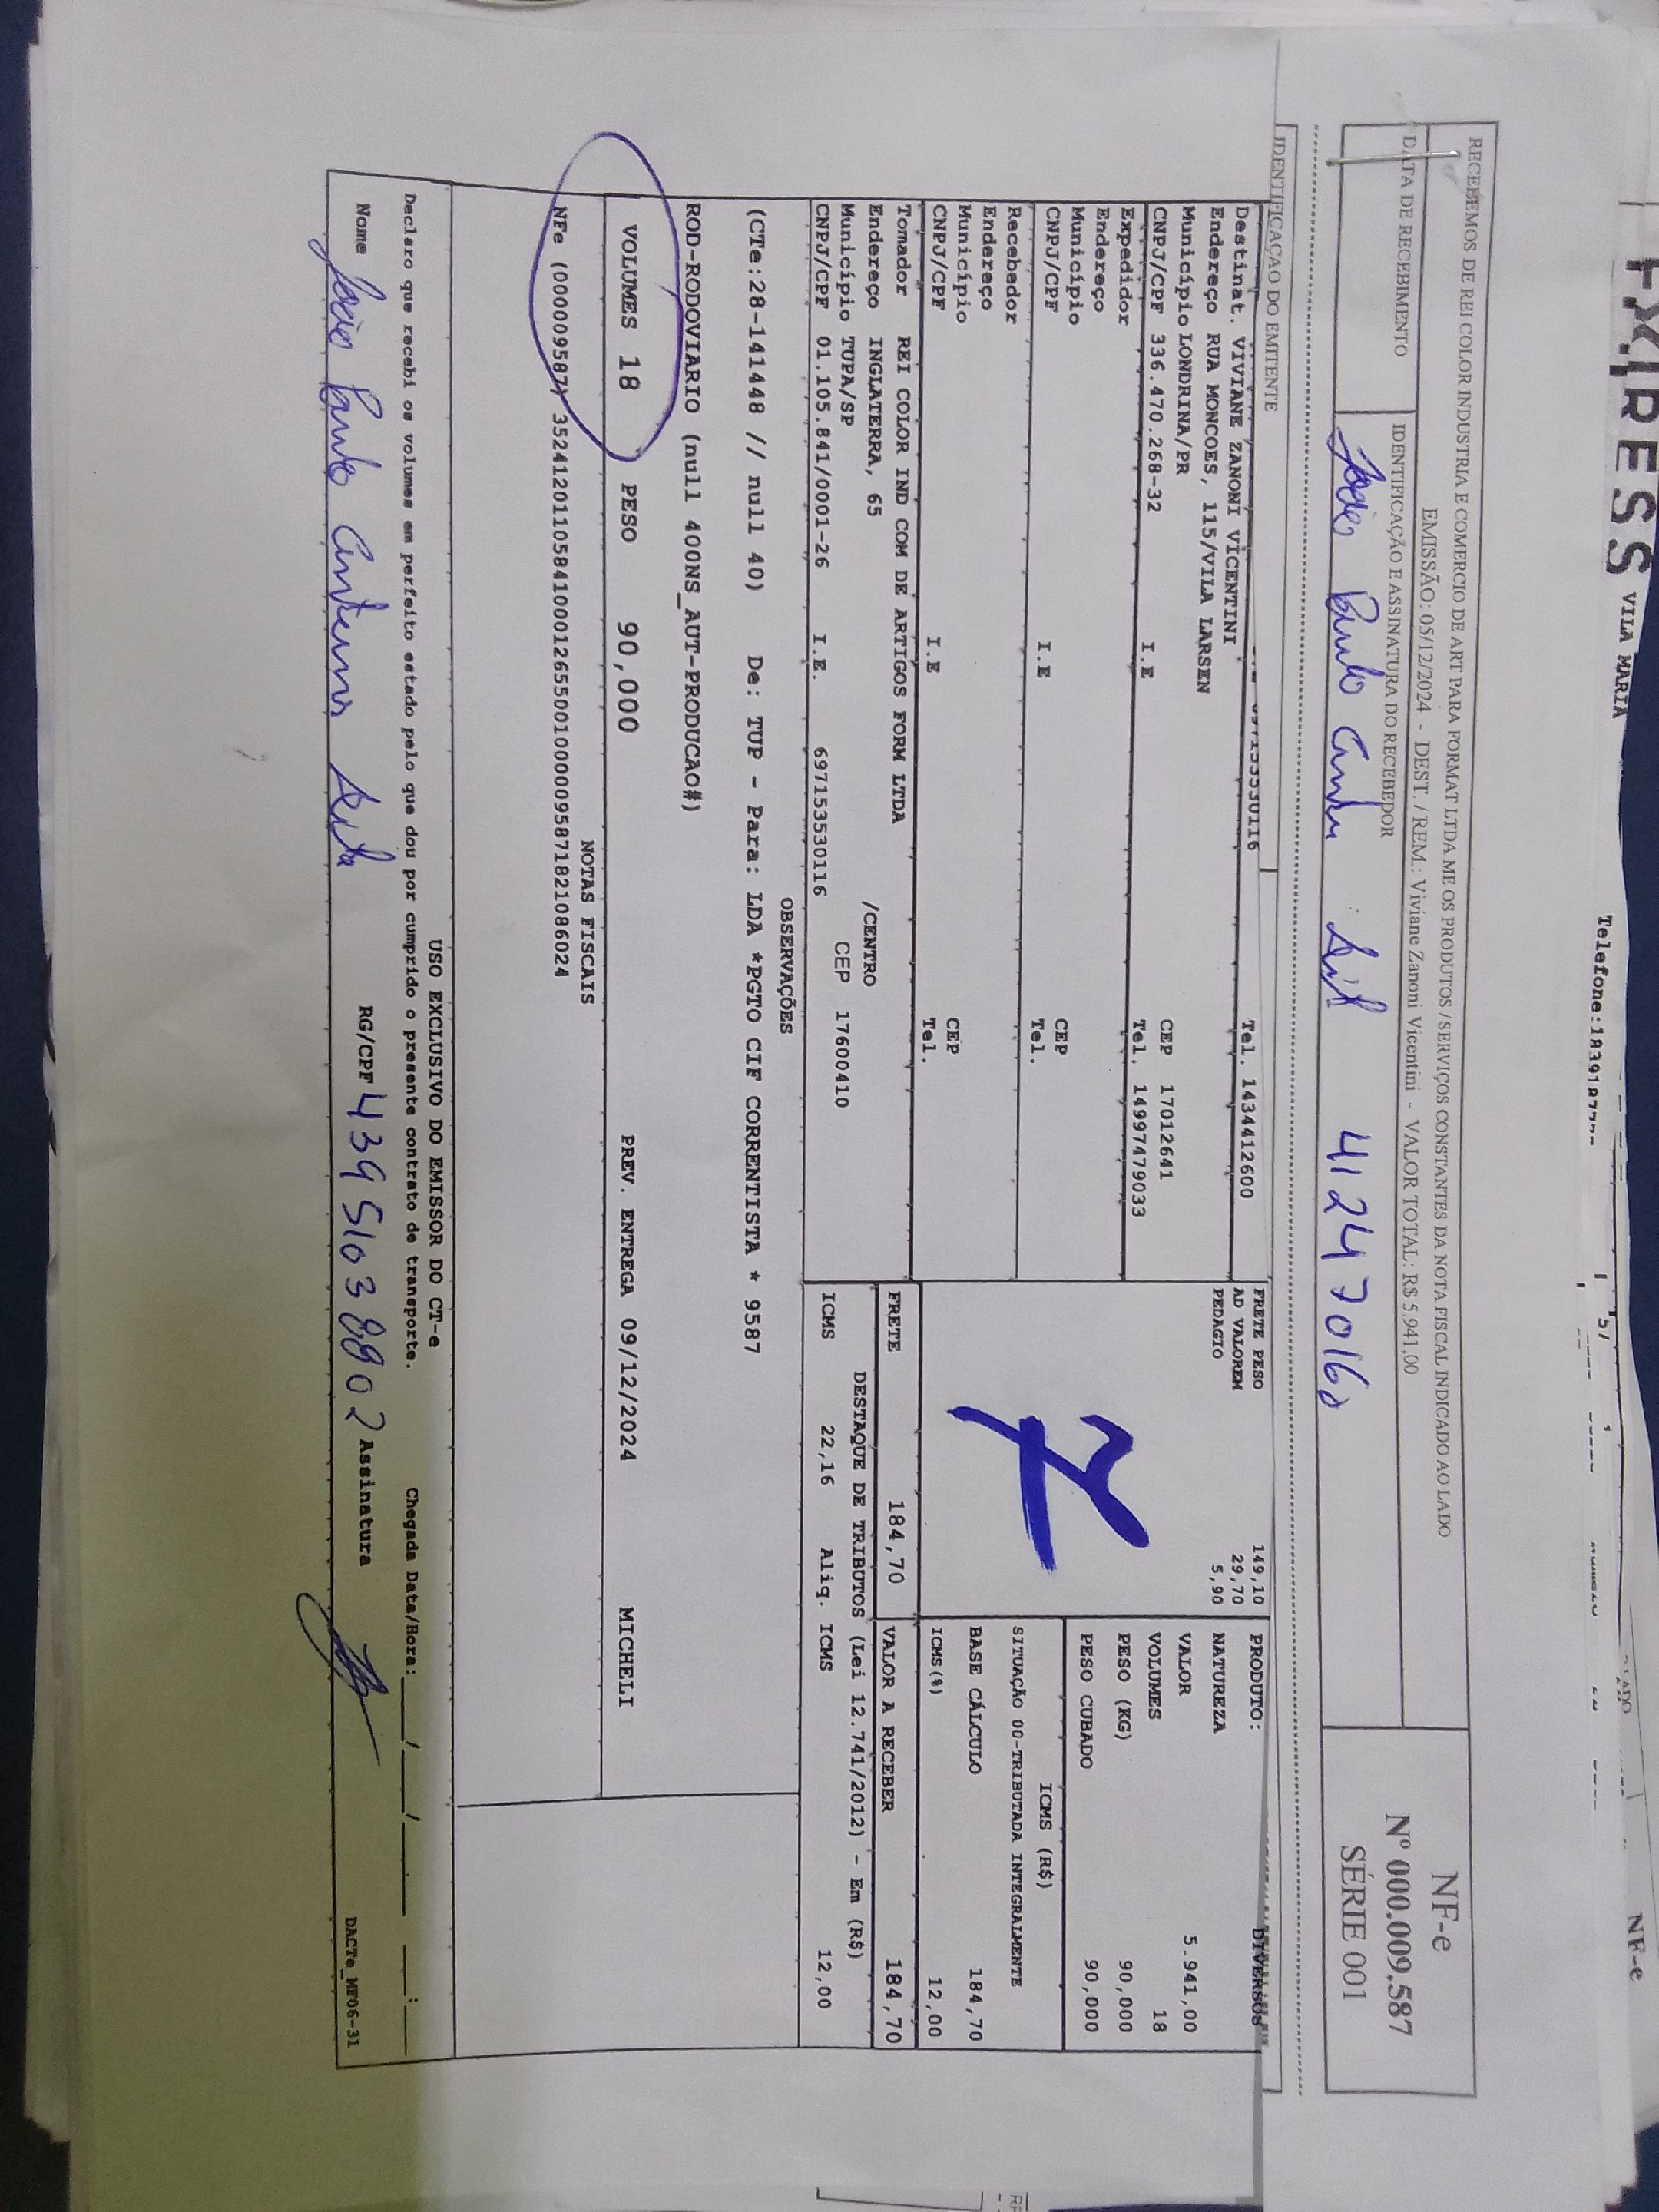 EXPRESS VILA MARIA
NF-e
RECEBEMOS DE REI COLOR INDUSTRIA E COMERCIO DE ART PARA FORMAT LTDA ME OS PRODUTOS / SERVIÇOS CONSTANTES DA NOTA FISCAL INDICADO AO LADO
EMISSÃO: 05/12/2024 - DEST. / REM.: Viviane Zanoni Vicentini - VALOR TOTAL: R$ 5.941,00
DATA DE RECEBIMENTO
IDENTIFICAÇÃO E ASSINATURA DO RECEBEDOR
João Paulo
NF-e
Nº 000.009.587
SÉRIE 001
IDENTIFICAÇÃO DO EMITENTE
Destinat. VIVIANE ZANONI VICENTINI Tel. 1434412600
Endereço RUA MONCOES, 115/VILA LARSEN
Município LONDRINA/PR CEP 17012641
CNPJ/CPF 336.470.268-32 I.E Tel. 14997479033
Expedidor
Endereço
Município CEP
CNPJ/CPF I.E Tel.
Recebedor
Endereço
Município CEP
CNPJ/CPF I.E Tel.
Tomador REI COLOR IND COM DE ARTIGOS FORM LTDA
Endereço INGLATERRA, 65 /CENTRO
Município TUPA/SP CEP 17600410
CNPJ/CPF 01.105.841/0001-26 I.E. 697153530116
FRETE PESO 149,10
AD VALOREM 29,70
PEDAGIO 5,90
FRETE 184,70
PRODUTO: DIVERSOS
NATUREZA
VALOR 5.941,00
VOLUMES 18
PESO (KG) 90,000
PESO CUBADO 90,000
ICMS (R$)
SITUAÇÃO 00-TRIBUTADA INTEGRALMENTE
BASE CÁLCULO 184,70
ICMS(%) 12,00
VALOR A RECEBER 184,70
DESTAQUE DE TRIBUTOS (Lei 12.741/2012) - Em (R$)
ICMS 22,16 Aliq. ICMS 12,00
OBSERVAÇÕES
(CTe:28-141448 // null 40) De: TUP - Para: LDA *PGTO CIF CORRENTISTA * 9587
ROD-RODOVIARIO (null 400NS_AUT-PRODUCAO#)
VOLUMES 18 PESO 90,000 PREV. ENTREGA 09/12/2024 MICHELI
NOTAS FISCAIS
NFe (000009587) 35241201105841000126550010000095871821086024
USO EXCLUSIVO DO EMISSOR DO CT-e
Declaro que recebi os volumes em perfeito estado pelo que dou por cumprido o presente contrato de transporte. Chegada Data/Hora: ___/___/___ __:__
Nome João Paulo RG/CPF 43951038802 Assinatura
DACTe_MF06-31